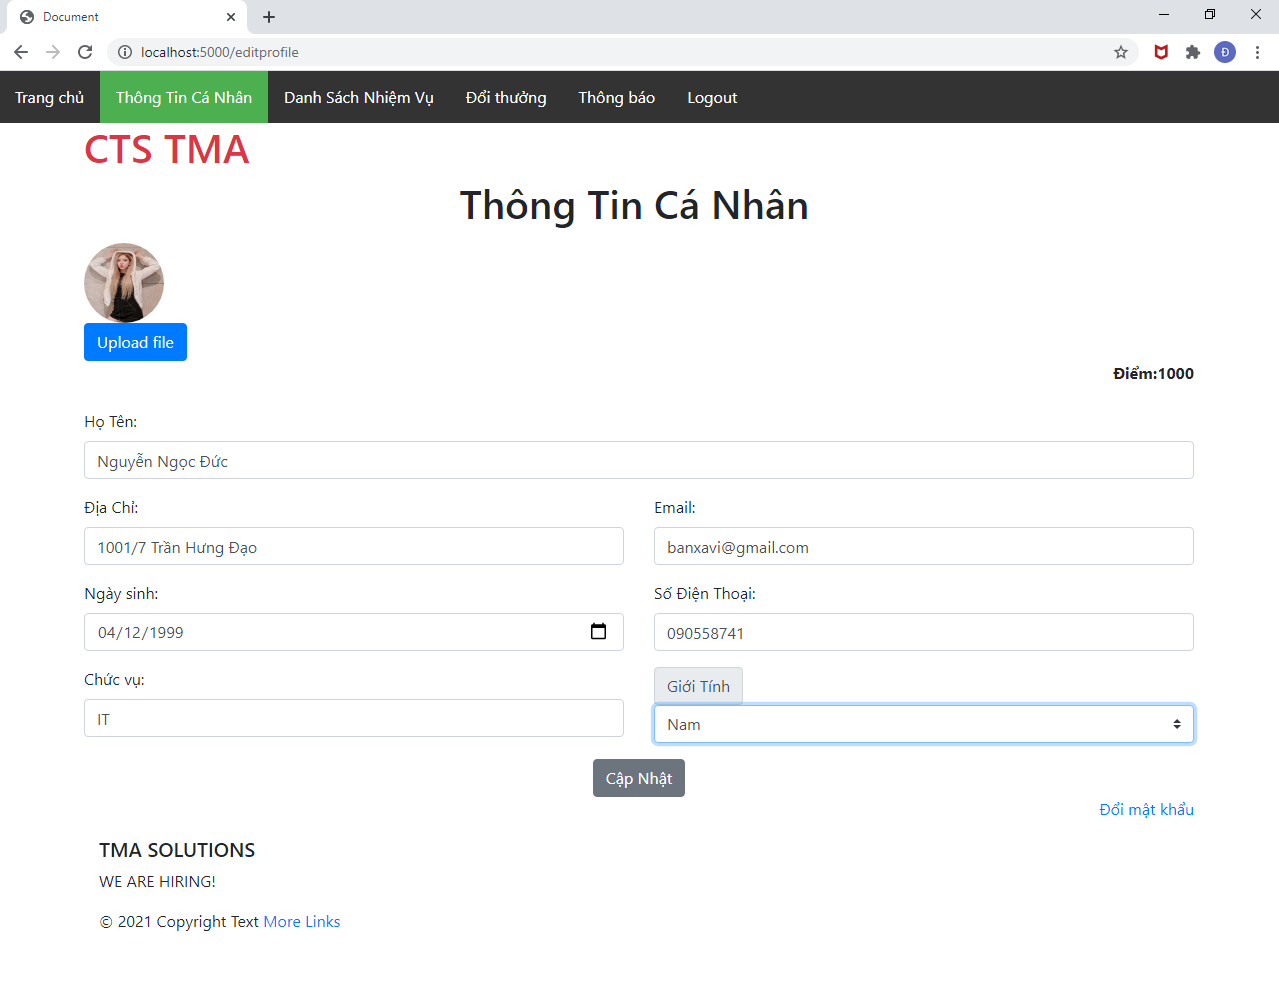 Document
localhost:5000/editprofile
Đ
Trang chủ Thông Tin Cá Nhân Danh Sách Nhiệm Vụ Đổi thưởng Thông báo Logout
CTS TMA
Thông Tin Cá Nhân
Upload file
Điểm:1000
Họ Tên:
Nguyễn Ngọc Đức
Địa Chỉ: Email:
1001/7 Trần Hưng Đạo banxavi@gmail.com
Ngày sinh: Số Điện Thoại:
04/12/1999 090558741
Chức vụ: Giới Tính
IT Nam
Cập Nhật
Đổi mật khẩu
TMA SOLUTIONS
WE ARE HIRING!
© 2021 Copyright Text More Links